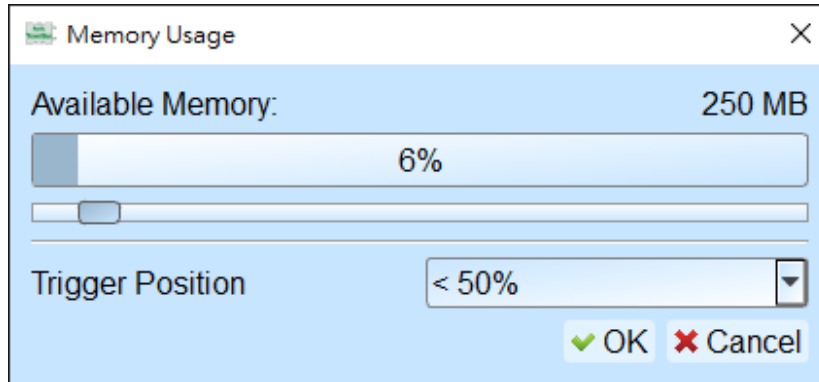 Memory Usage
Available Memory: 250 MB
6%
Trigger Position < 50%
OK Cancel